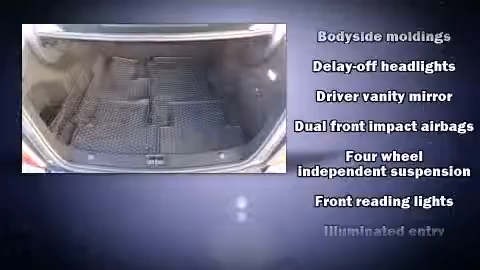 Bodyside moldings
Delay-off headlights
Driver vanity mirror
Dual front impact airbags
Four wheel
independent suspension
Front reading lights
Illuminated entry